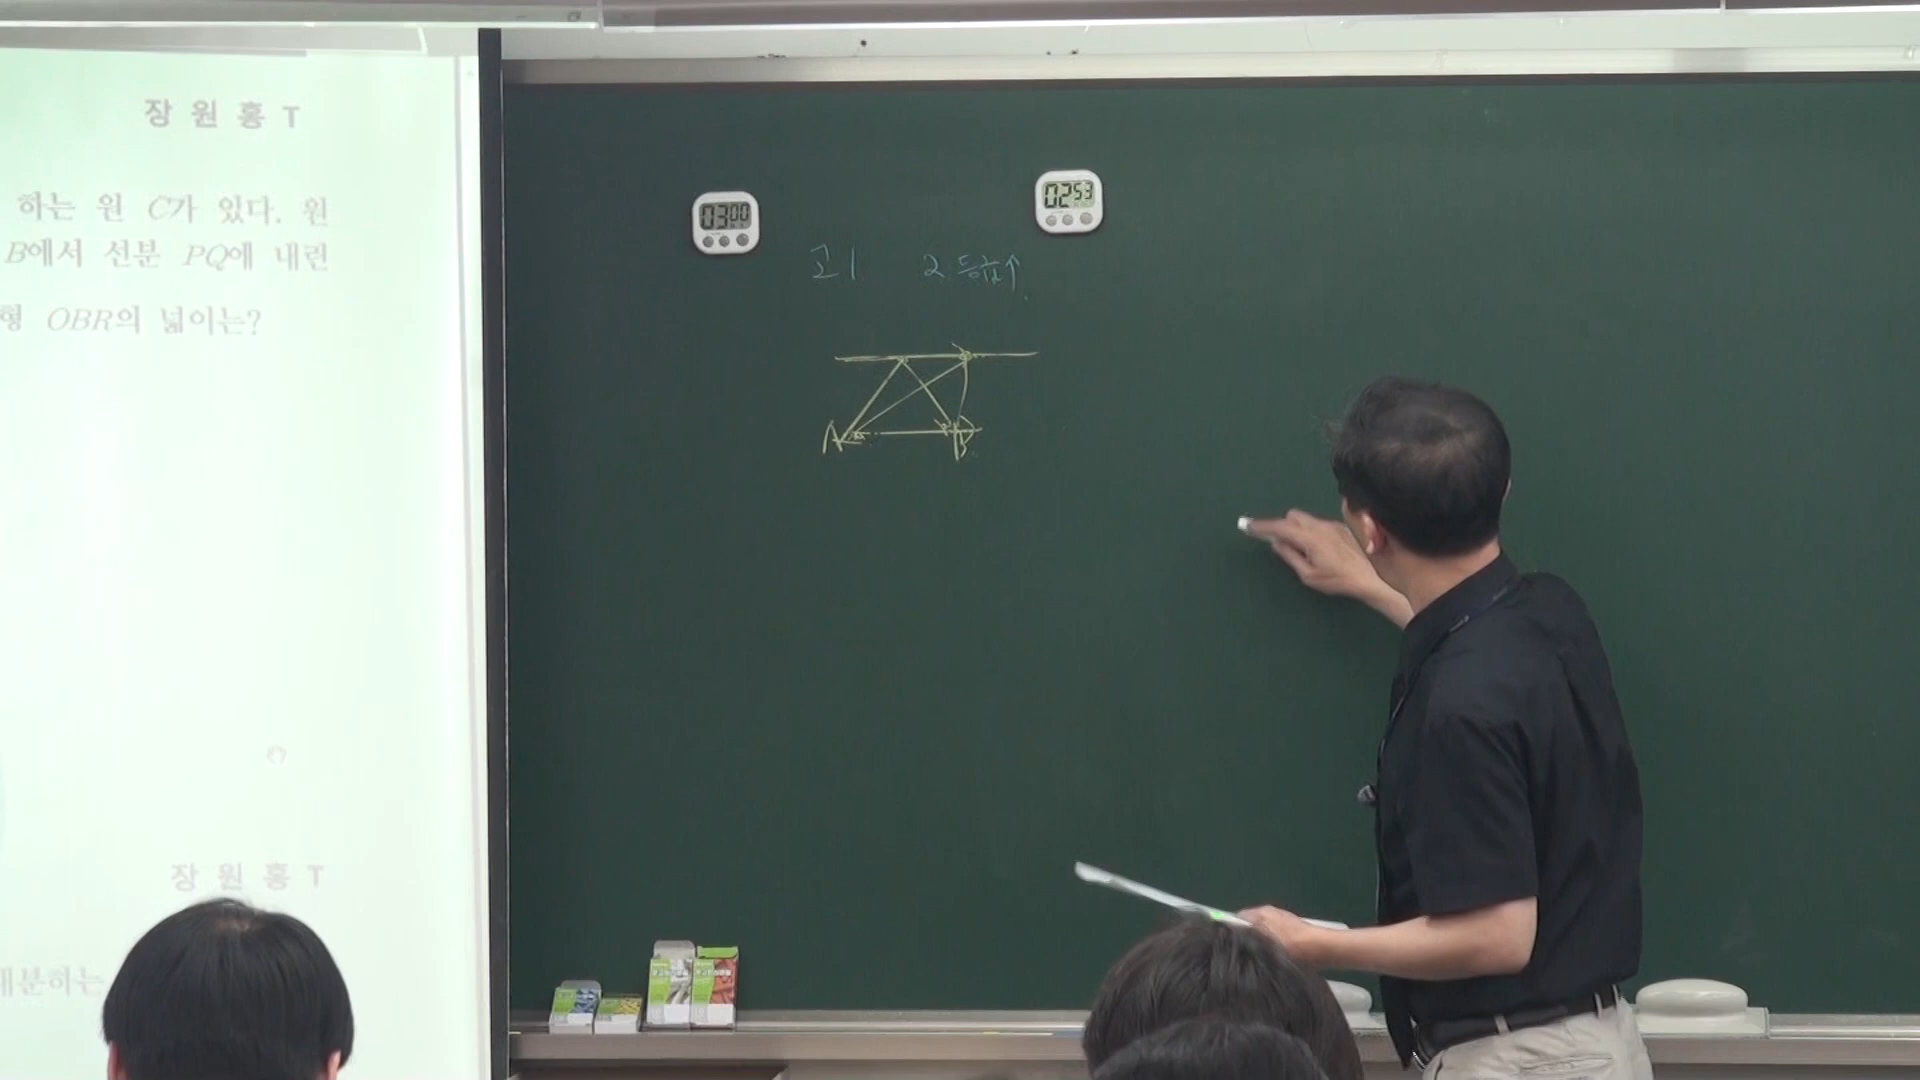 장 원 홍 T
하는 원 C가 있다. 원
B에서 선분 PQ에 내린
형 OBR의 넓이는?
장 원 홍 T
대분하는
03 00
02 53
고1 2등급↑
A B